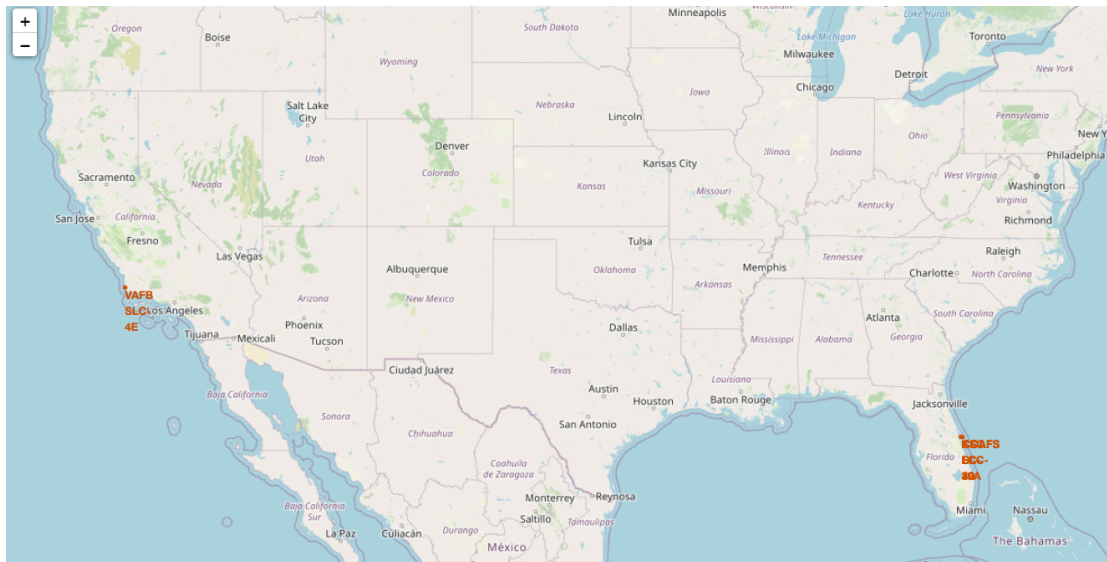 +
−
Oregon
Boise
Wyoming
South Dakota
Minneapolis
Wisconsin
Lake Huron
Toronto
Lake Michigan
Milwaukee
Detroit
New York
Chicago
Iowa
Nebraska
Salt Lake
City
Lincoln
Pennsylvania
Ohio
New Y
Utah
Denver
Illinois
Indiana
Philadelphia
Kansas City
Sacramento
Nevada
Colorado
Kansas
Missouri
West Virginia
Washington
Virginia
San Jose
California
Kentucky
Richmond
Fresno
Las Vegas
Tulsa
Raleigh
Albuquerque
Oklahoma
Memphis
Tennessee
Charlotte
North Carolina
Arkansas
VAFB
SLC-
4E
Los Angeles
Arizona
New Mexico
Atlanta
South Carolina
Phoenix
Dallas
Tijuana
Mexicali
Tucson
Mississippi
Alabama
Georgia
Ciudad Juárez
Texas
Louisiana
Baja California
Austin
Houston
Baton Rouge
Jacksonville
Sonora
San Antonio
Chihuahua
Florida
Coahuila
de Zaragoza
Monterrey
Reynosa
Baja California
Sur
Saltillo
Tamaulipas
Miami
Nassau
La Paz
Culiacán
Durango
México
The Bahamas